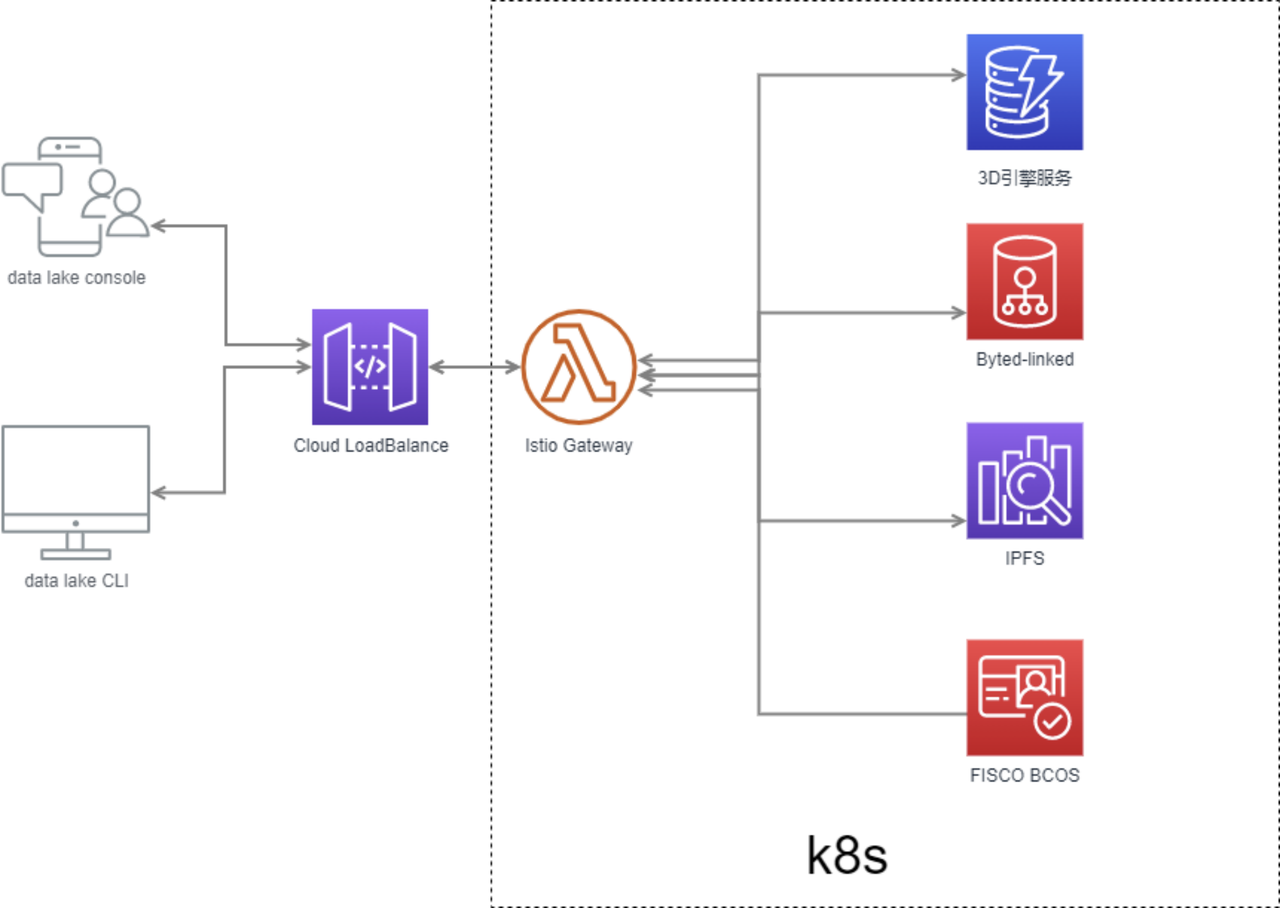 3D引擎服务
data lake console
Byted-linked
Cloud LoadBalance
Istio Gateway
IPFS
data lake CLI
FISCO BCOS
k8s